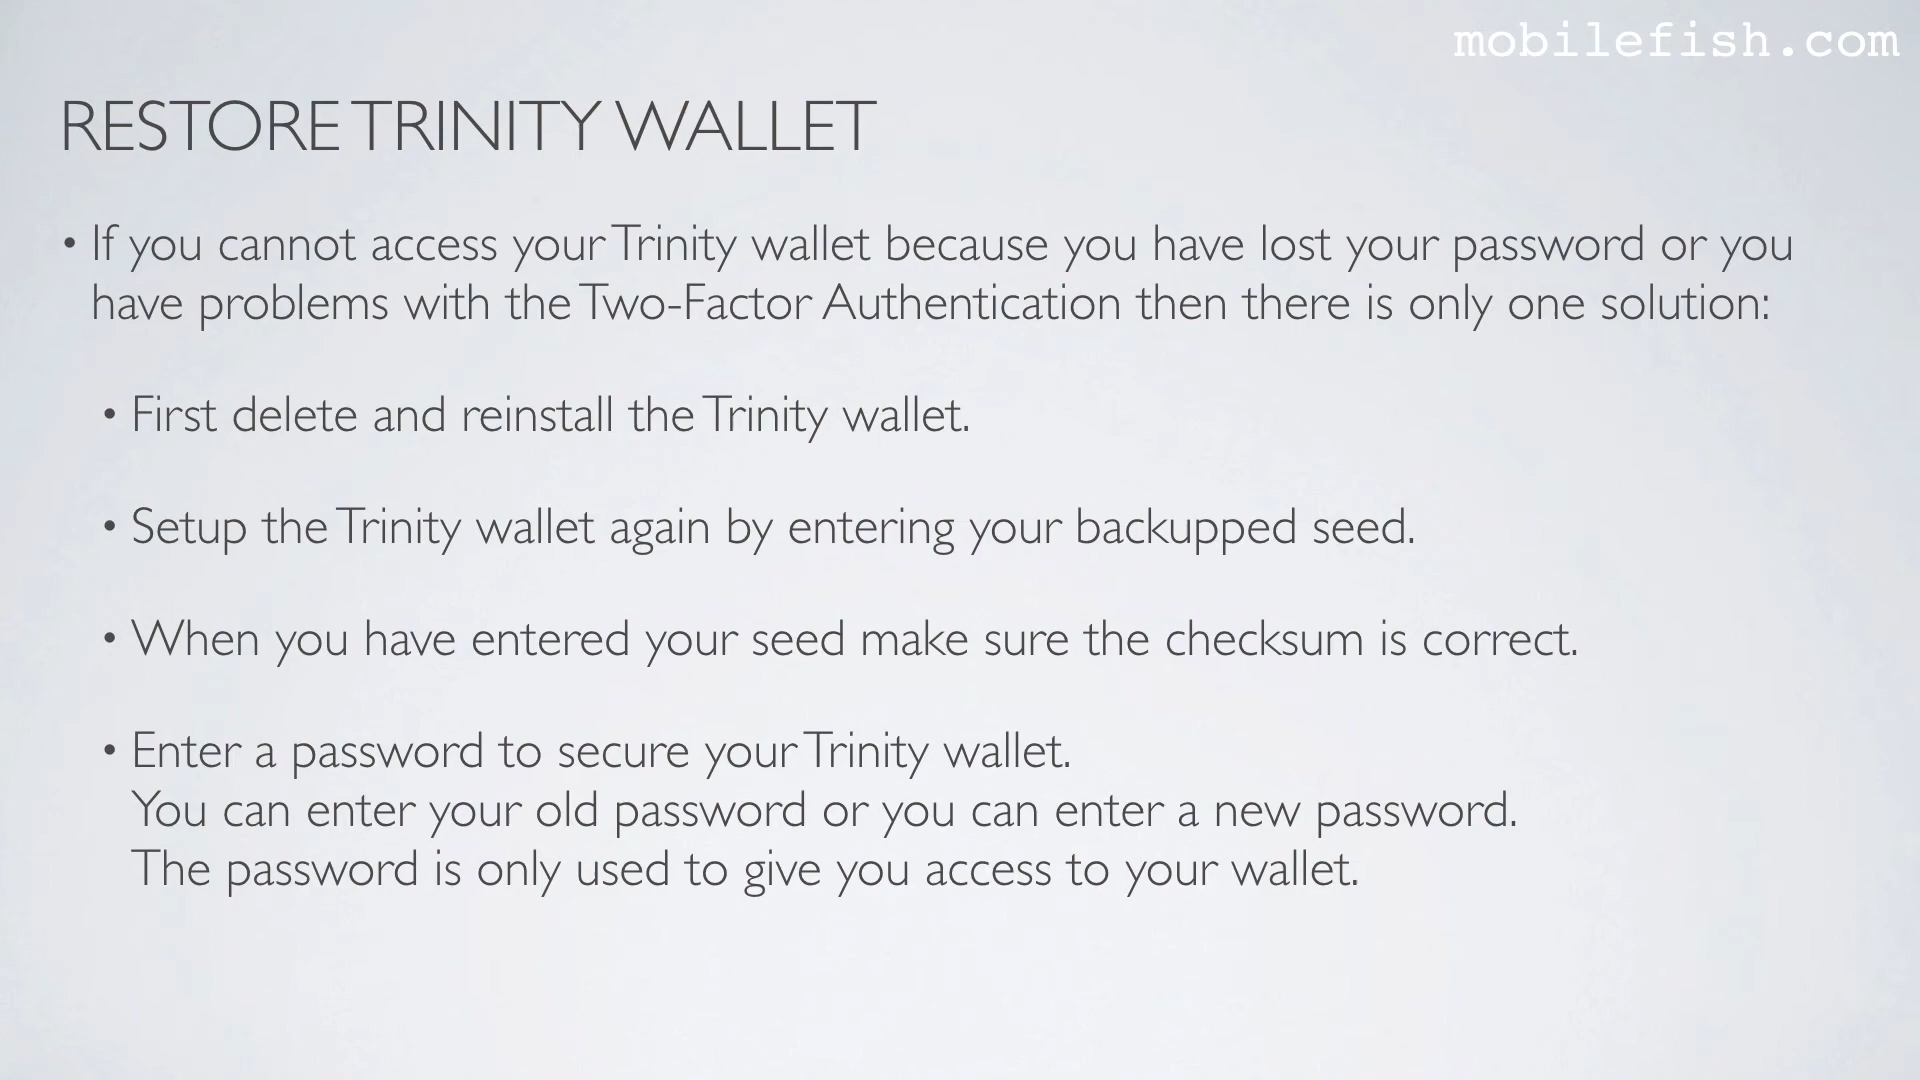 mobilefish.com
RESTORE TRINITY WALLET
• If you cannot access your Trinity wallet because you have lost your password or you
have problems with the Two-Factor Authentication then there is only one solution:
• First delete and reinstall the Trinity wallet.
• Setup the Trinity wallet again by entering your backupped seed.
• When you have entered your seed make sure the checksum is correct.
• Enter a password to secure your Trinity wallet.
You can enter your old password or you can enter a new password.
The password is only used to give you access to your wallet.